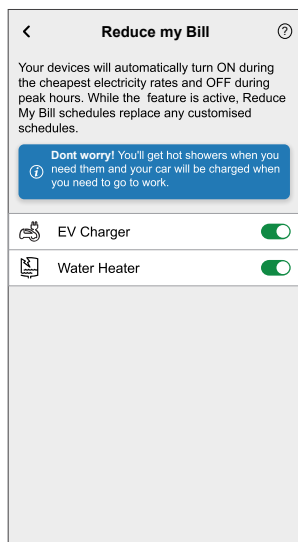 Reduce my Bill
Your devices will automatically turn ON during
the cheapest electricity rates and OFF during
peak hours. While the  feature is active, Reduce
My Bill schedules replace any customised
schedules.
Dont worry! You'll get hot showers when you
need them and your car will be charged when
you need to go to work.
EV Charger
Water Heater